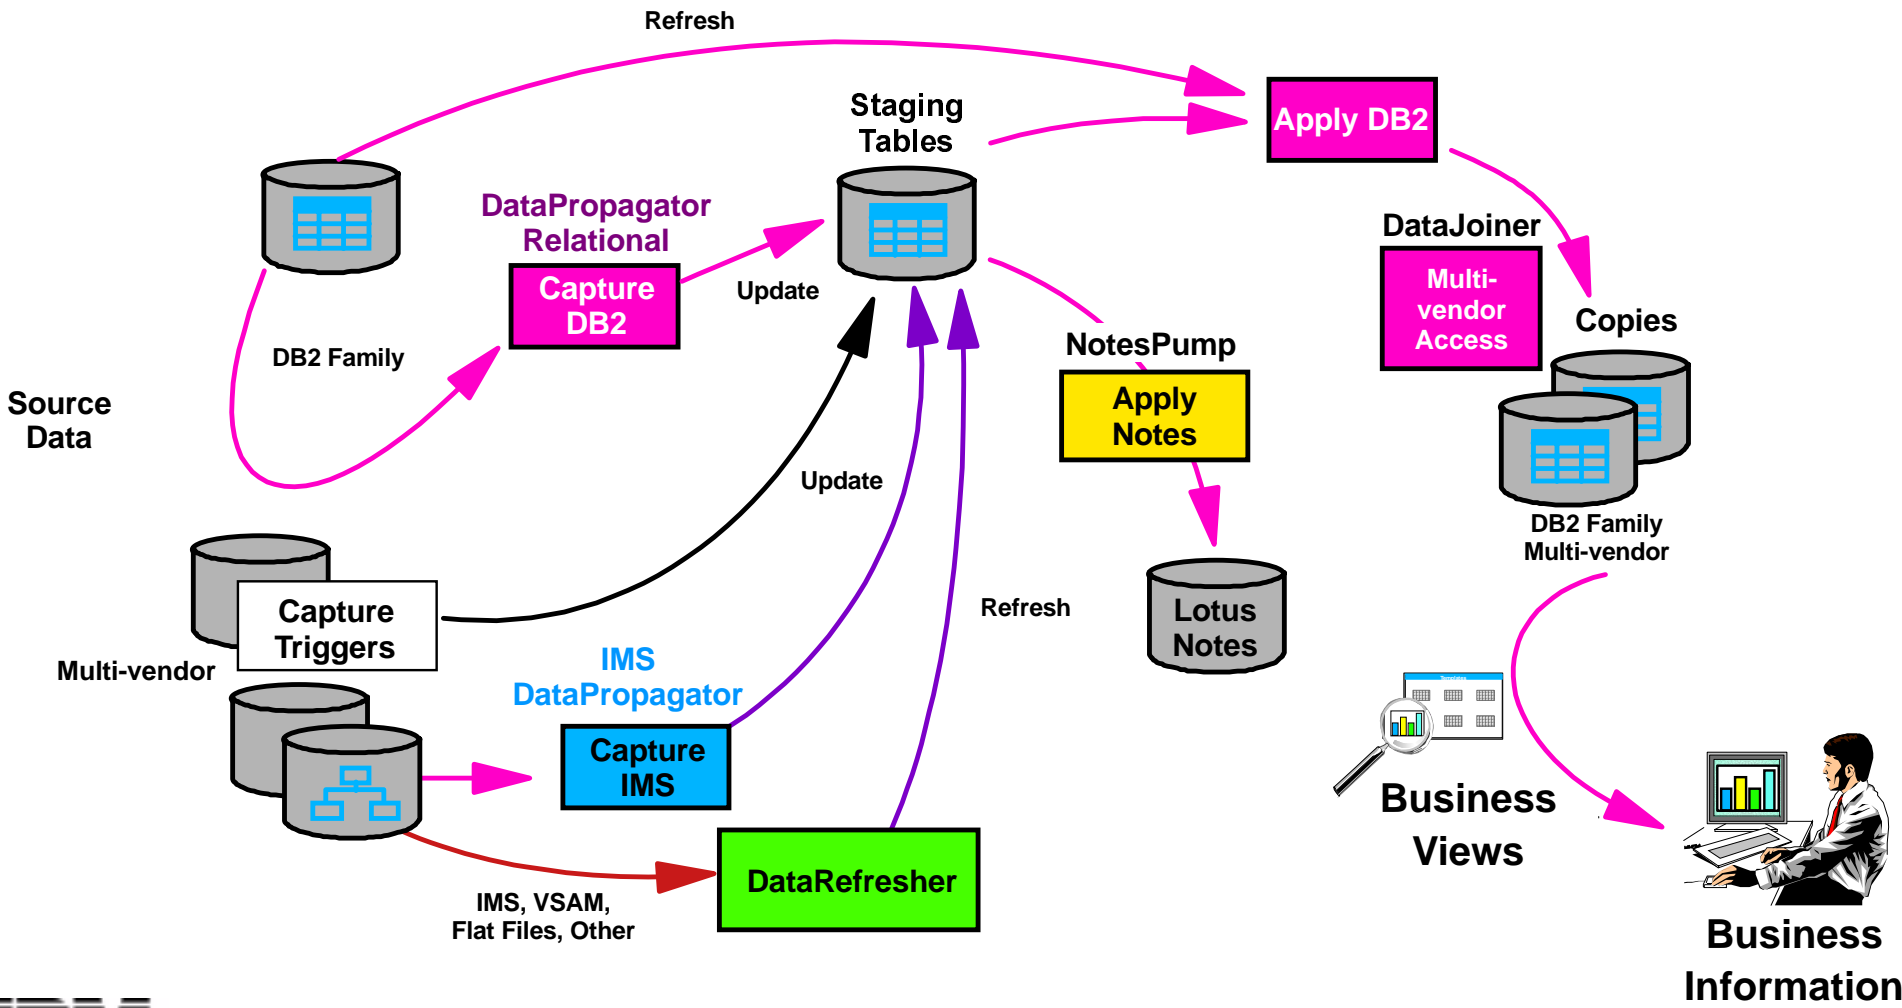 Refresh
Staging
Tables
Apply DB2
DataPropagator
Relational
Capture
DB2
Update
DataJoiner
Multi-
vendor
Access
Copies
DB2 Family
NotesPump
Apply
Notes
Source
Data
Update
DB2 Family
Multi-vendor
Capture
Triggers
Multi-vendor
Refresh
Lotus
Notes
IMS
DataPropagator
Capture
IMS
Templates
Business
Views
DataRefresher
IMS, VSAM,
Flat Files, Other
Business
Information